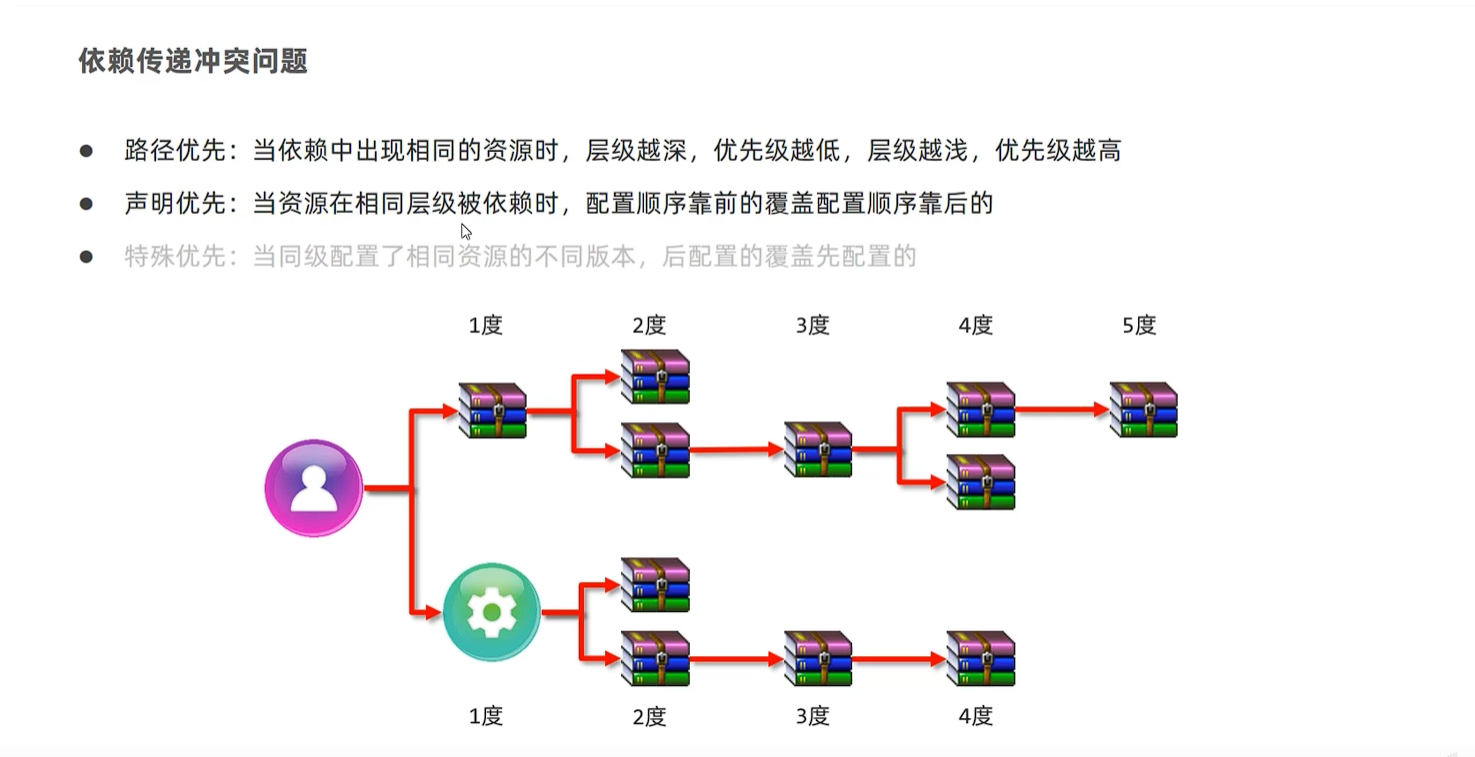 依赖传递冲突问题
● 路径优先：当依赖中出现相同的资源时，层级越深，优先级越低，层级越浅，优先级越高
● 声明优先：当资源在相同层级被依赖时，配置顺序靠前的覆盖配置顺序靠后的
● 特殊优先：当同级配置了相同资源的不同版本，后配置的覆盖先配置的
1度 2度 3度 4度 5度
1度 2度 3度 4度